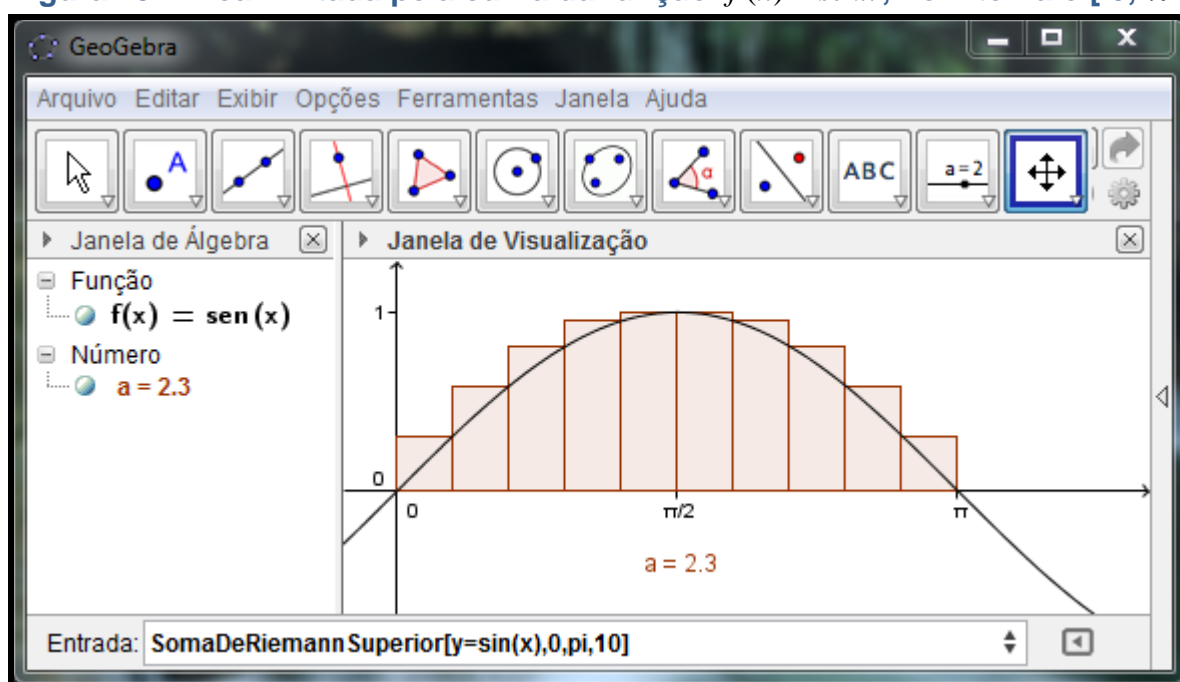 GeoGebra
Arquivo Editar Exibir Opções Ferramentas Janela Ajuda
A
α
ABC
a=2
Janela de Álgebra
Janela de Visualização
Função
f(x) = sen (x)
Número
a = 2.3
1
0
0
π/2
π
a = 2.3
Entrada: SomaDeRiemannSuperior[y=sin(x),0,pi,10]